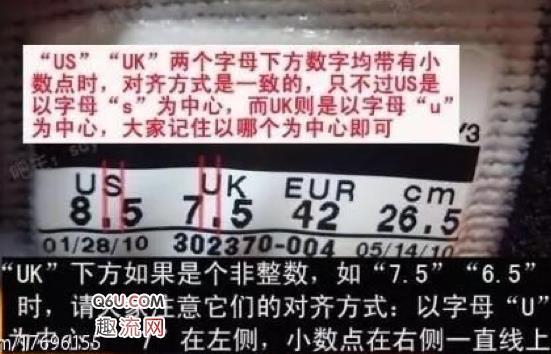 “US”“UK”两个字母下方数字均带有小
数点时，对齐方式是一致的，只不过US是
以字母“s”为中心，而UK则是以字母“u”
为中心，大家记住以哪个为中心即可
Y3
US UK EUR cm
8.5 7.5 42 26.5
01/28/10 302370-004 05/14/10
“UK”下方如果是个非整数，如“7.5”“6.5”
时，请大家注意它们的对齐方式：以字母“U”
Q6U.COM
趣流网
为中心 在左侧，小数点在右侧一直线上